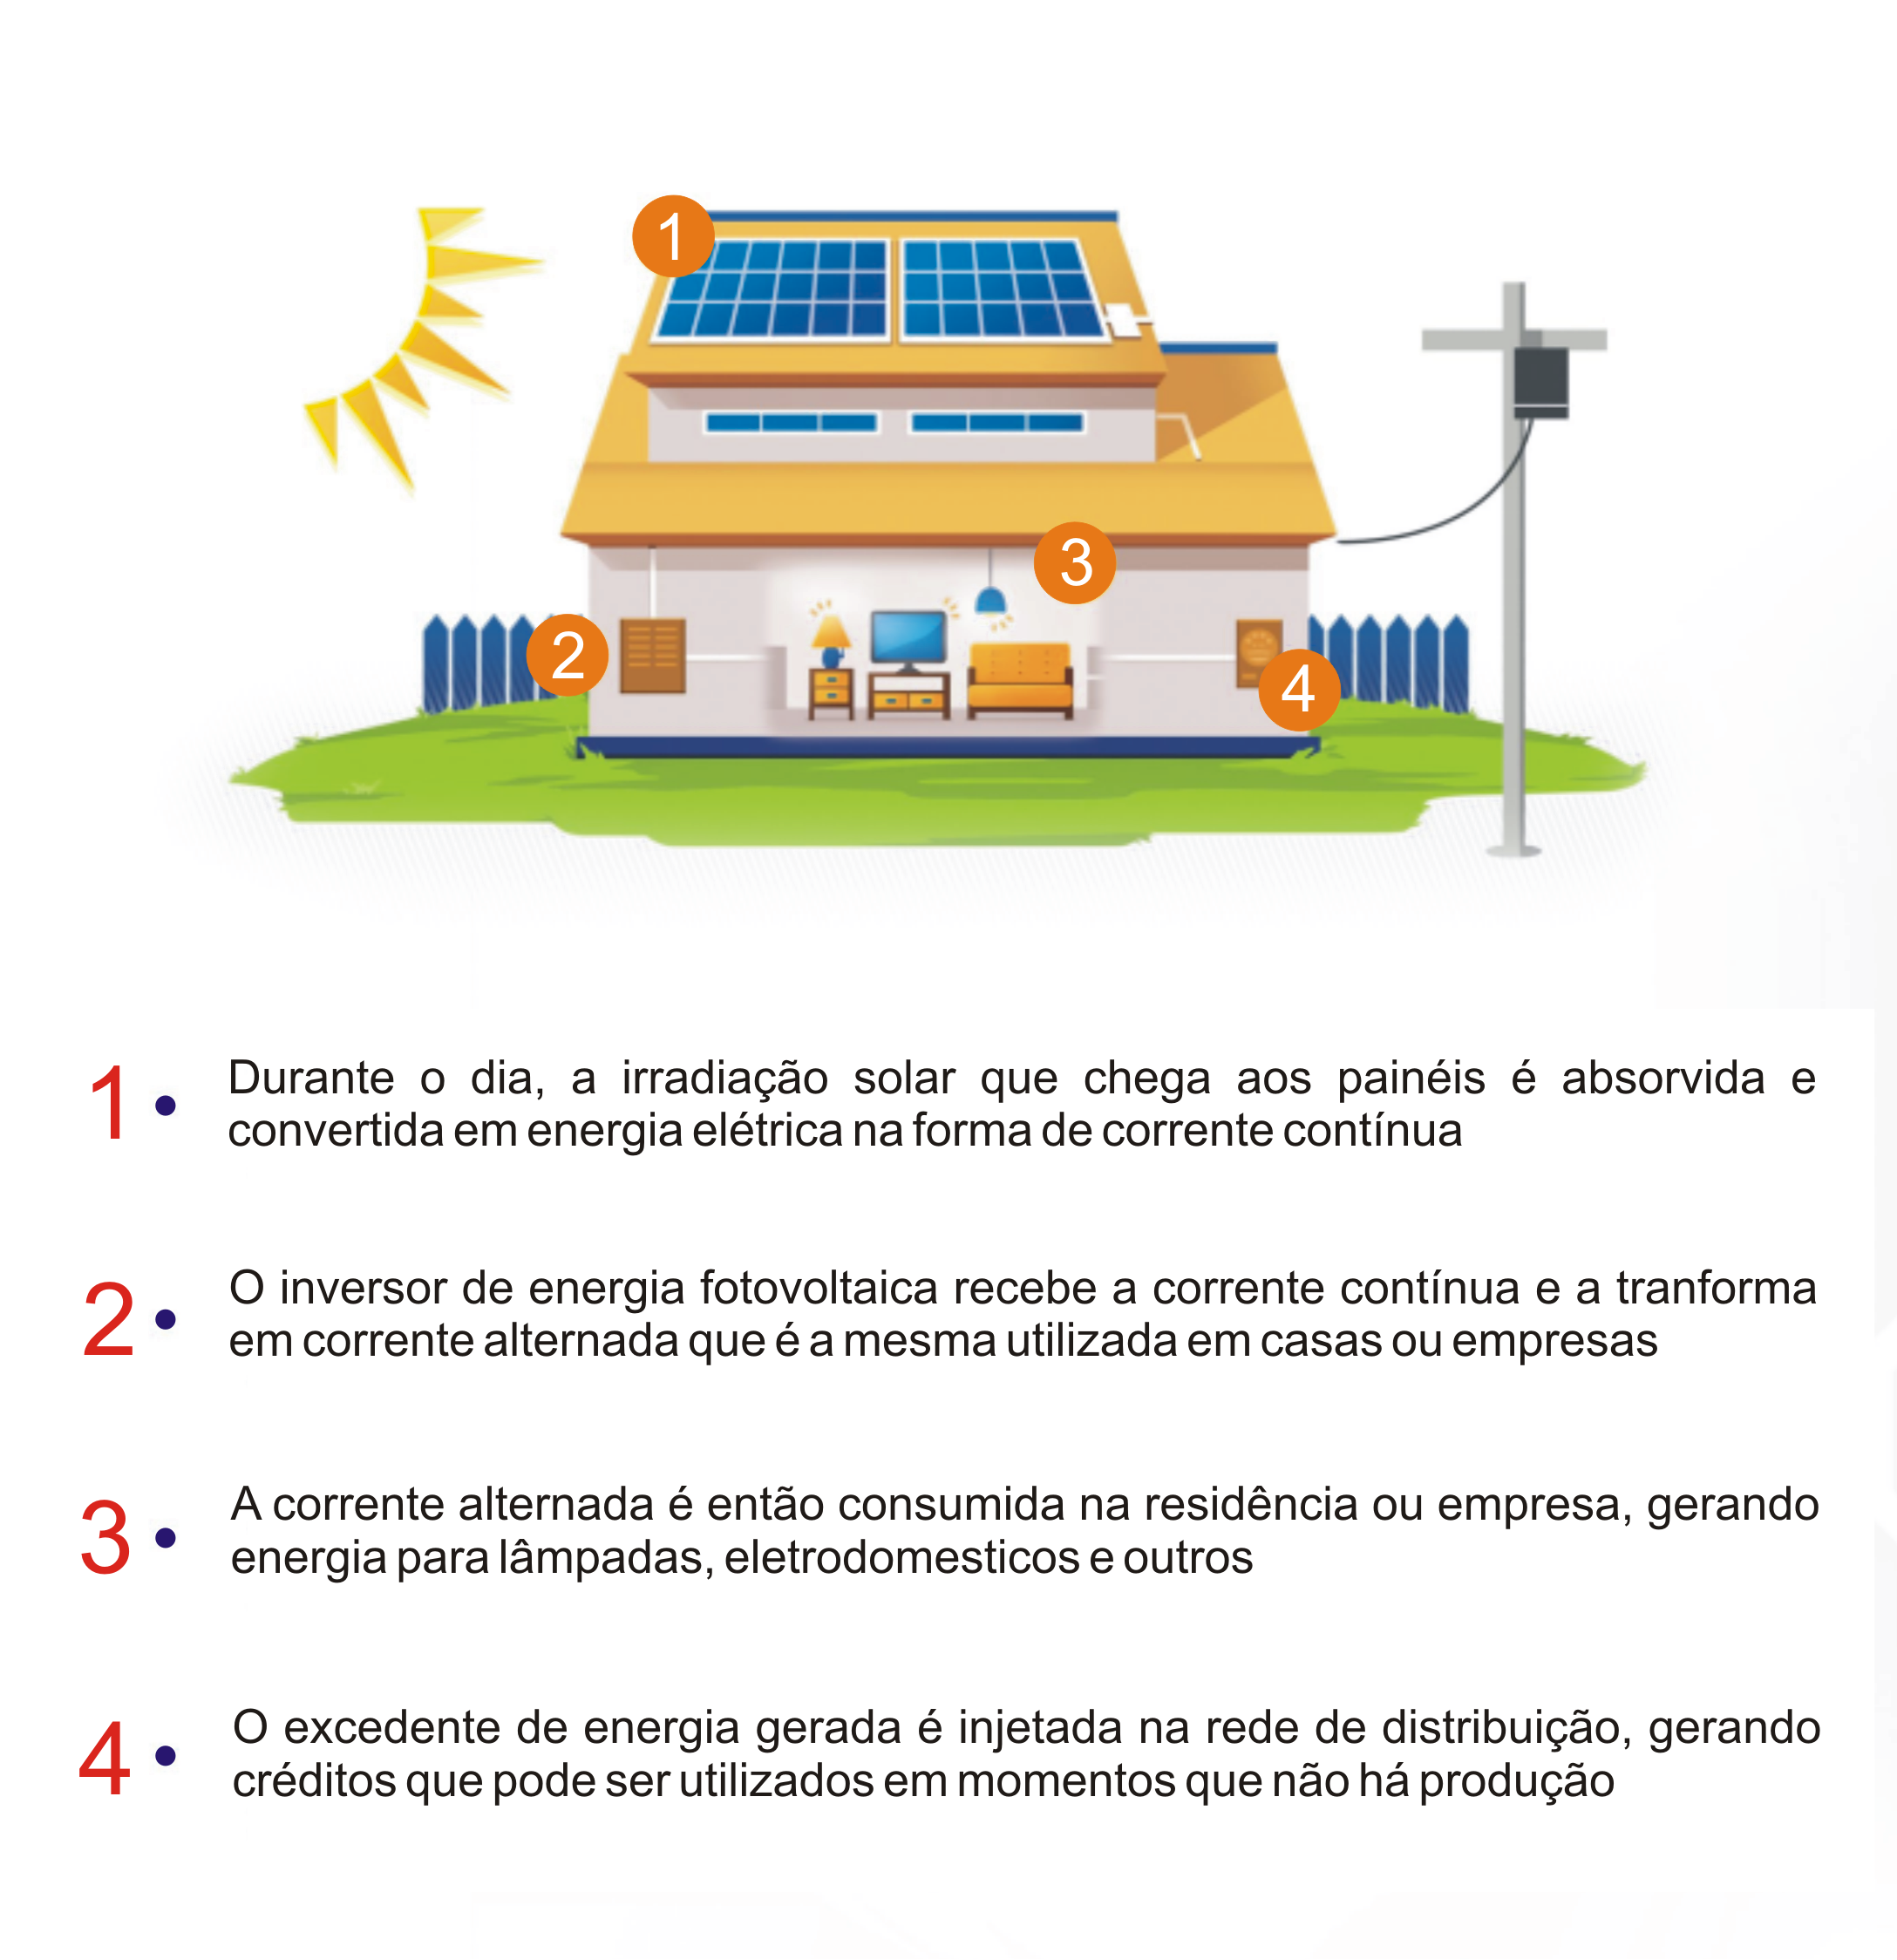 1
2
3
4
1 • Durante o dia, a irradiação solar que chega aos painéis é absorvida e
convertida em energia elétrica na forma de corrente contínua
2 • O inversor de energia fotovoltaica recebe a corrente contínua e a tranforma
em corrente alternada que é a mesma utilizada em casas ou empresas
3 • A corrente alternada é então consumida na residência ou empresa, gerando
energia para lâmpadas, eletrodomesticos e outros
4 • O excedente de energia gerada é injetada na rede de distribuição, gerando
créditos que pode ser utilizados em momentos que não há produção